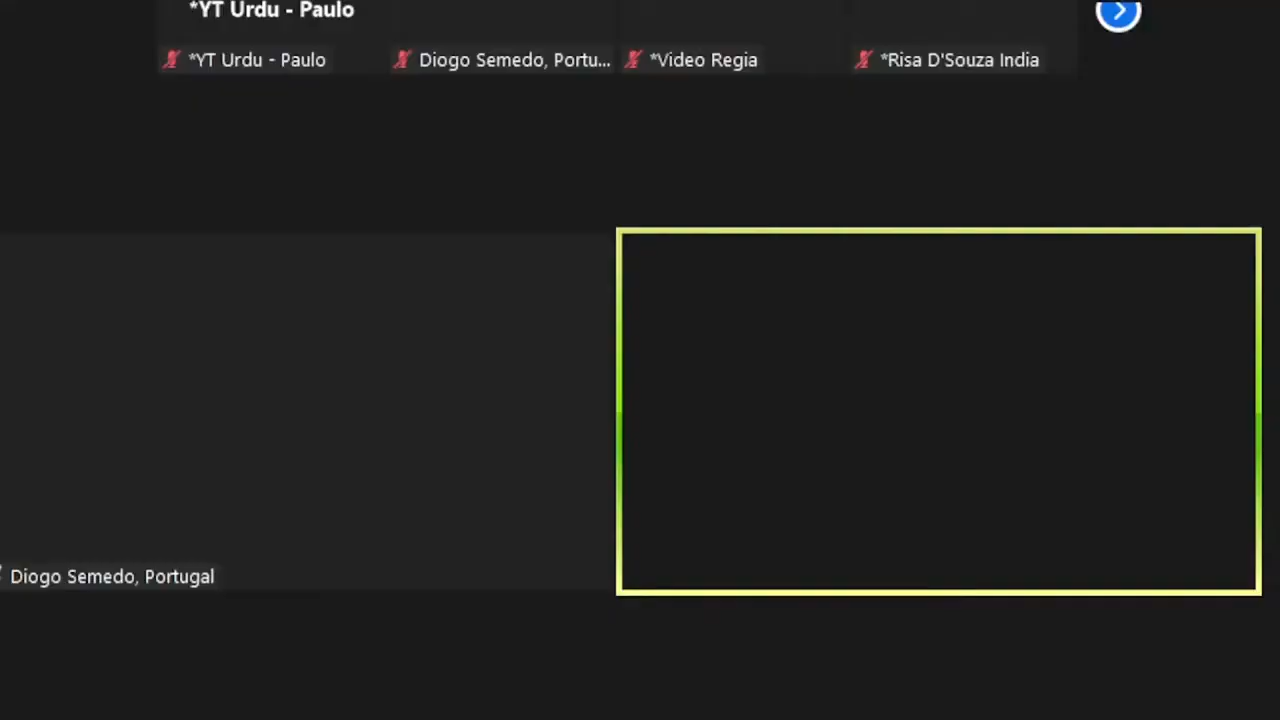 *YT Urdu - Paulo
*YT Urdu - Paulo
Diogo Semedo, Portu...
*Video Regia
*Risa D'Souza India
Diogo Semedo, Portugal